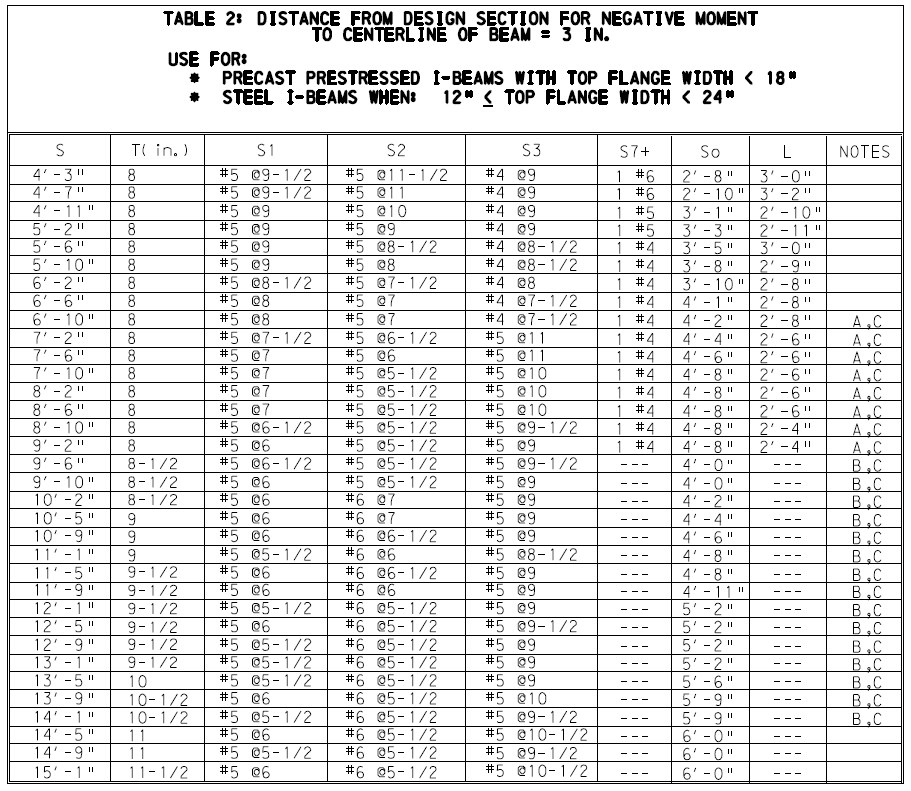 TABLE 2: DISTANCE FROM DESIGN SECTION FOR NEGATIVE MOMENT
TO CENTERLINE OF BEAM = 3 IN.
USE FOR:
* PRECAST PRESTRESSED I-BEAMS WITH TOP FLANGE WIDTH < 18"
* STEEL I-BEAMS WHEN: 12" ≤ TOP FLANGE WIDTH < 24"
S T( in.) S1 S2 S3 S7+ So L NOTES
4'-3" 8 #5 @9-1/2 #5 @11-1/2 #4 @9 1 #6 2'-8" 3'-0"
4'-7" 8 #5 @9-1/2 #5 @11 #4 @9 1 #6 2'-10" 3'-2"
4'-11" 8 #5 @9 #5 @10 #4 @9 1 #5 3'-1" 2'-10"
5'-2" 8 #5 @9 #5 @9 #4 @9 1 #5 3'-3" 2'-11"
5'-6" 8 #5 @9 #5 @8-1/2 #4 @8-1/2 1 #4 3'-5" 3'-0"
5'-10" 8 #5 @9 #5 @8 #4 @8-1/2 1 #4 3'-8" 2'-9"
6'-2" 8 #5 @8-1/2 #5 @7-1/2 #4 @8 1 #4 3'-10" 2'-8"
6'-6" 8 #5 @8 #5 @7 #4 @7-1/2 1 #4 4'-1" 2'-8"
6'-10" 8 #5 @8 #5 @7 #4 @7-1/2 1 #4 4'-2" 2'-8" A,C
7'-2" 8 #5 @7-1/2 #5 @6-1/2 #5 @11 1 #4 4'-4" 2'-6" A,C
7'-6" 8 #5 @7 #5 @6 #5 @11 1 #4 4'-6" 2'-6" A,C
7'-10" 8 #5 @7 #5 @5-1/2 #5 @10 1 #4 4'-8" 2'-6" A,C
8'-2" 8 #5 @7 #5 @5-1/2 #5 @10 1 #4 4'-8" 2'-6" A,C
8'-6" 8 #5 @7 #5 @5-1/2 #5 @10 1 #4 4'-8" 2'-6" A,C
8'-10" 8 #5 @6-1/2 #5 @5-1/2 #5 @9-1/2 1 #4 4'-8" 2'-4" A,C
9'-2" 8 #5 @6 #5 @5-1/2 #5 @9 1 #4 4'-8" 2'-4" A,C
9'-6" 8-1/2 #5 @6-1/2 #5 @5-1/2 #5 @9-1/2 --- 4'-0" --- B,C
9'-10" 8-1/2 #5 @6 #5 @5-1/2 #5 @9 --- 4'-0" --- B,C
10'-2" 8-1/2 #5 @6 #6 @7 #5 @9 --- 4'-2" --- B,C
10'-5" 9 #5 @6 #6 @7 #5 @9 --- 4'-4" --- B,C
10'-9" 9 #5 @6 #6 @6-1/2 #5 @9 --- 4'-6" --- B,C
11'-1" 9 #5 @5-1/2 #6 @6 #5 @8-1/2 --- 4'-8" --- B,C
11'-5" 9-1/2 #5 @6 #6 @6-1/2 #5 @9 --- 4'-8" --- B,C
11'-9" 9-1/2 #5 @6 #6 @6 #5 @9 --- 4'-11" --- B,C
12'-1" 9-1/2 #5 @5-1/2 #6 @5-1/2 #5 @9 --- 5'-2" --- B,C
12'-5" 9-1/2 #5 @6 #6 @5-1/2 #5 @9-1/2 --- 5'-2" --- B,C
12'-9" 9-1/2 #5 @5-1/2 #6 @5-1/2 #5 @9 --- 5'-2" --- B,C
13'-1" 9-1/2 #5 @5-1/2 #6 @5-1/2 #5 @9 --- 5'-2" --- B,C
13'-5" 10 #5 @5-1/2 #6 @5-1/2 #5 @9 --- 5'-6" --- B,C
13'-9" 10-1/2 #5 @6 #6 @5-1/2 #5 @10 --- 5'-9" --- B,C
14'-1" 10-1/2 #5 @5-1/2 #6 @5-1/2 #5 @9-1/2 --- 5'-9" --- B,C
14'-5" 11 #5 @6 #6 @5-1/2 #5 @10-1/2 --- 6'-0" ---
14'-9" 11 #5 @5-1/2 #6 @5-1/2 #5 @9-1/2 --- 6'-0" ---
15'-1" 11-1/2 #5 @6 #6 @5-1/2 #5 @10-1/2 --- 6'-0" ---